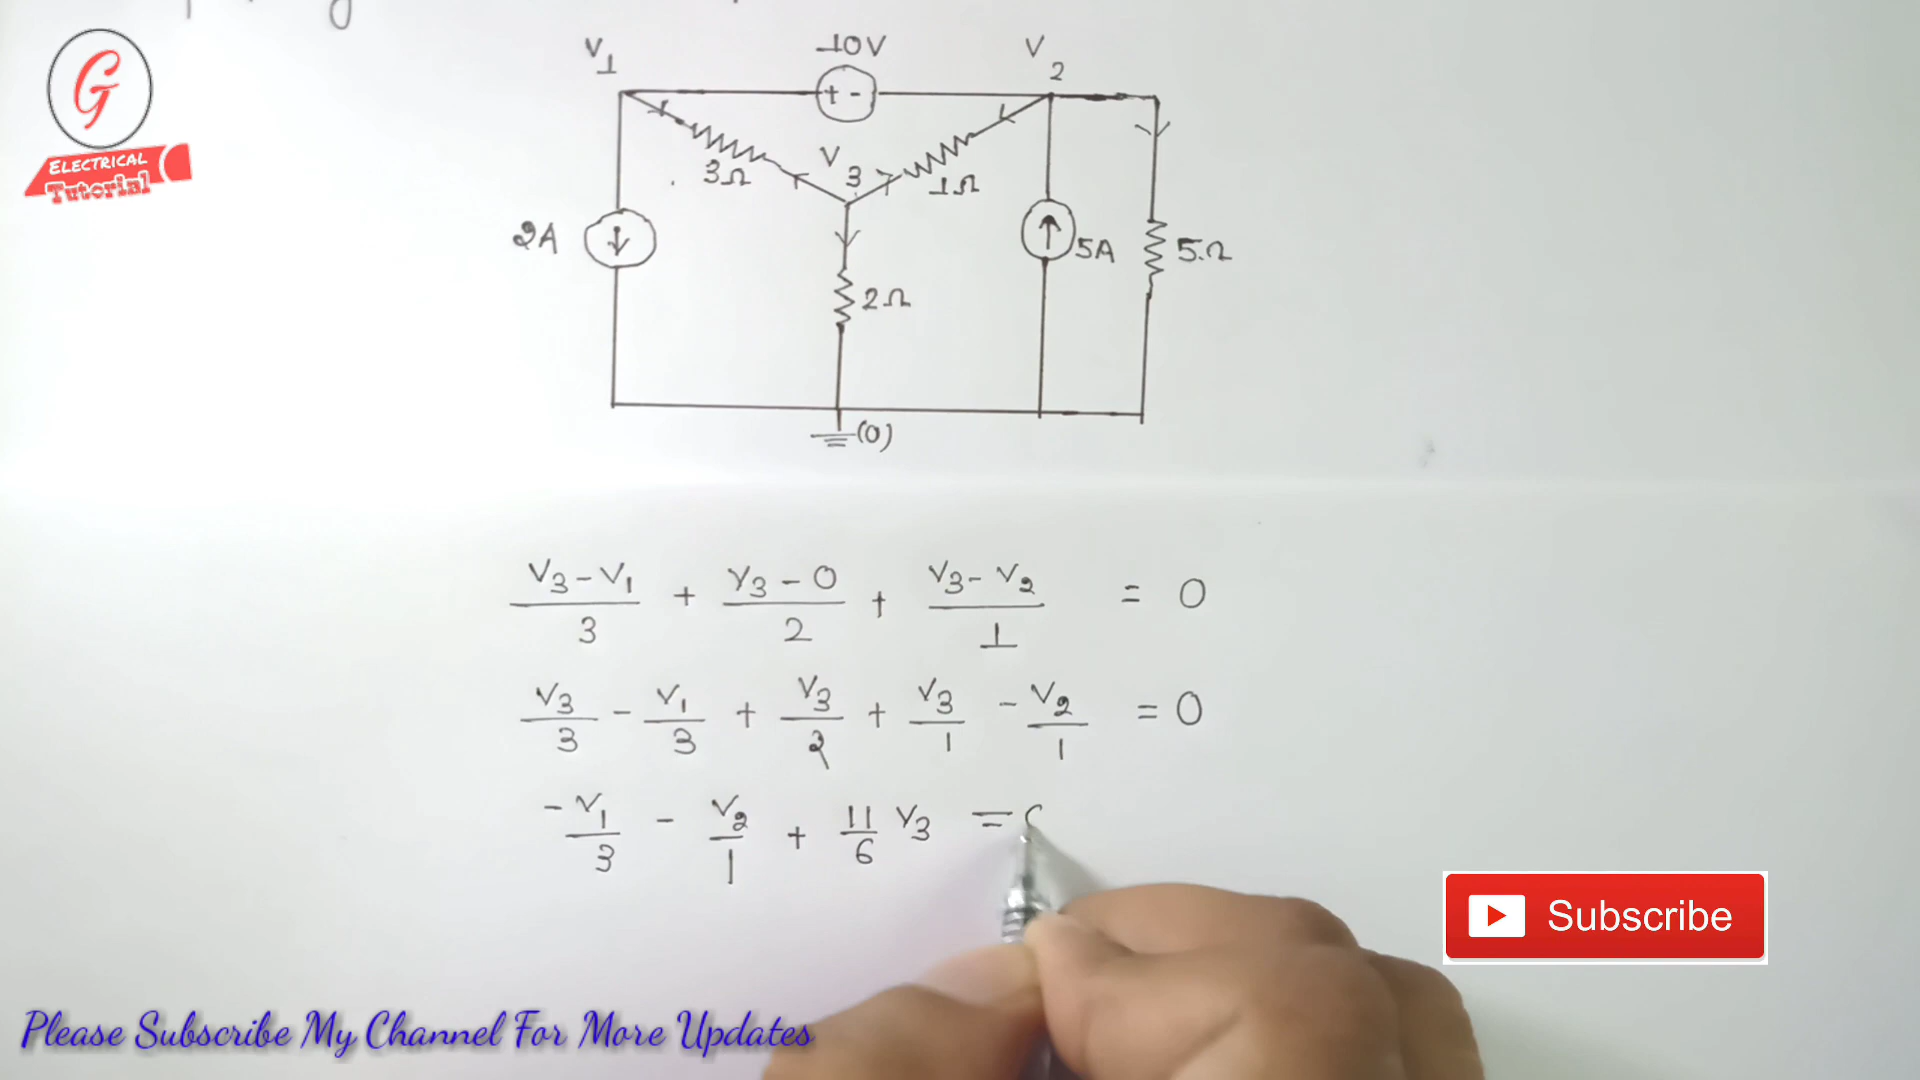 G
ELECTRICAL
Tutorial
V1
10V
V2
+ -
3Ω
V3
1Ω
2A
5A
5Ω
2Ω
(0)
(V3-V1)/3 + (V3-0)/2 + (V3-V2)/1 = 0
V3/3 - V1/3 + V3/2 + V3/1 - V2/1 = 0
-V1/3 - V2/1 + 11/6 V3 =
Subscribe
Please Subscribe My Channel For More Updates